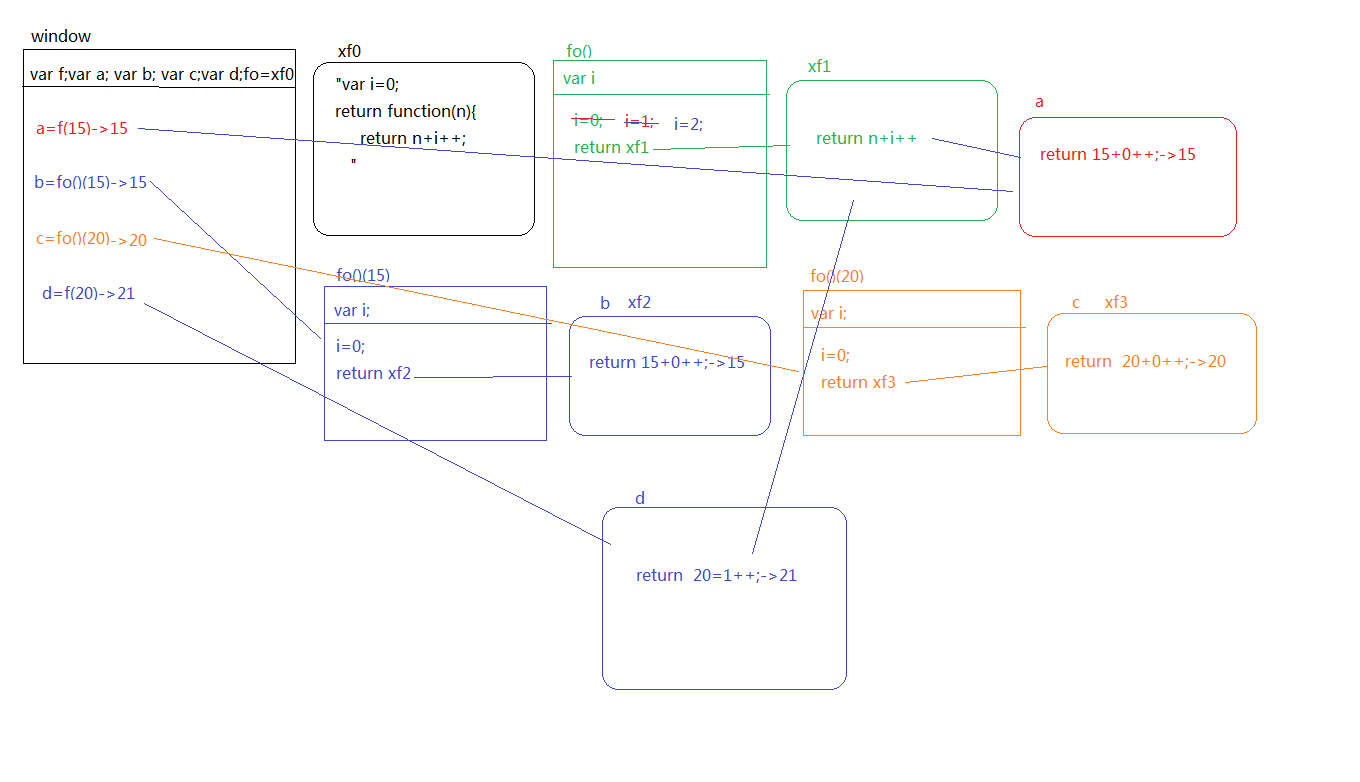 window
var f;var a; var b; var c;var d;fo=xf0
a=f(15)->15
b=fo()(15)->15
c=fo()(20)->20
d=f(20)->21
xf0
"var i=0;
return function(n){
return n+i++;
"
fo()
var i
i=0; i=1; i=2;
return xf1
xf1
return n+i++
a
return 15+0++;->15
fo()(15)
var i;
i=0;
return xf2
b xf2
return 15+0++;->15
fo()(20)
var i;
i=0;
return xf3
c xf3
return 20+0++;->20
d
return 20=1++;->21